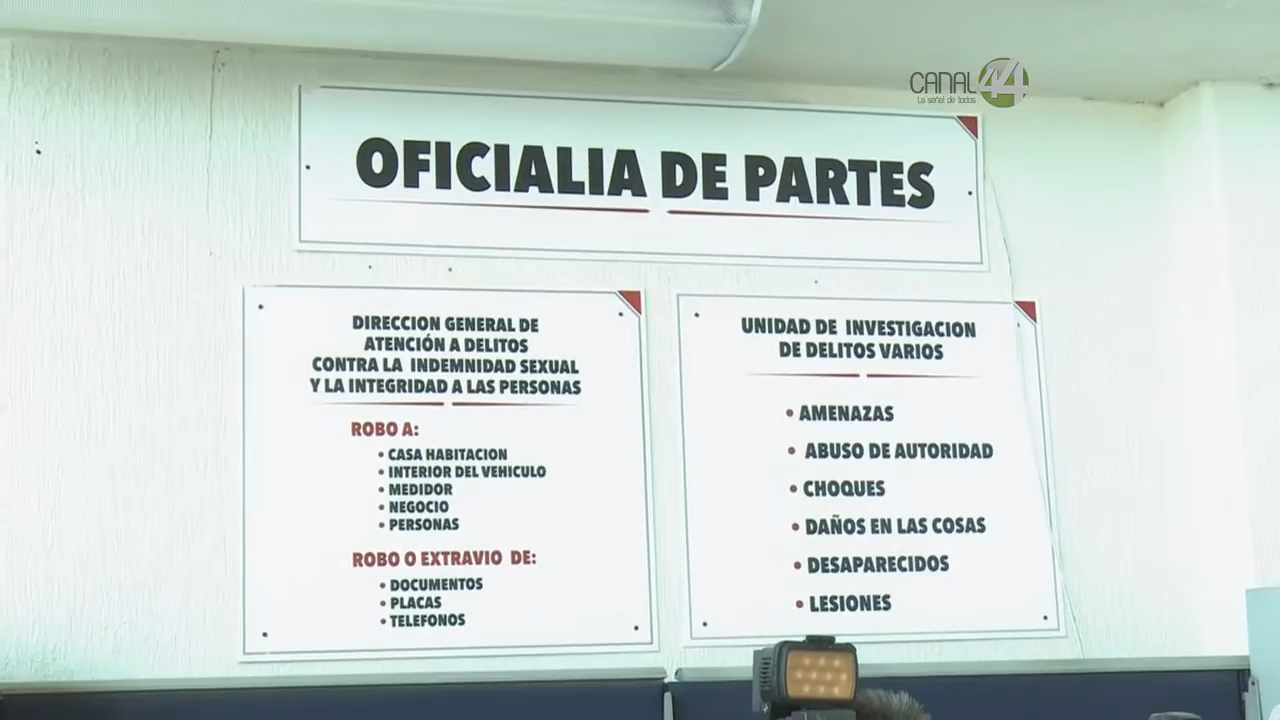 CANAL 44
La señal de todos
OFICIALIA DE PARTES
DIRECCION GENERAL DE
ATENCIÓN A DELITOS
CONTRA LA INDEMNIDAD SEXUAL
Y LA INTEGRIDAD A LAS PERSONAS
ROBO A:
• CASA HABITACION
• INTERIOR DEL VEHICULO
• MEDIDOR
• NEGOCIO
• PERSONAS
ROBO O EXTRAVIO DE:
• DOCUMENTOS
• PLACAS
• TELEFONOS
UNIDAD DE INVESTIGACION
DE DELITOS VARIOS
• AMENAZAS
• ABUSO DE AUTORIDAD
• CHOQUES
• DAÑOS EN LAS COSAS
• DESAPARECIDOS
• LESIONES